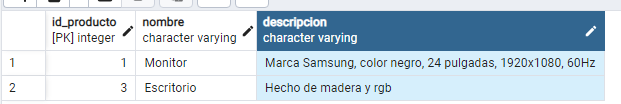 id_producto nombre descripcion
[PK] integer character varying character varying
1 1 Monitor Marca Samsung, color negro, 24 pulgadas, 1920x1080, 60Hz
2 3 Escritorio Hecho de madera y rgb